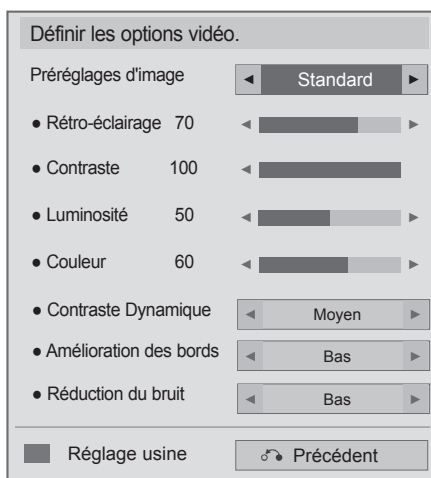 Définir les options vidéo.
Préréglages d'image ◄ Standard ►
● Rétro-éclairage 70 ◄ ►
● Contraste 100 ◄
● Luminosité 50 ◄ ►
● Couleur 60 ◄ ►
● Contraste Dynamique ◄ Moyen ►
● Amélioration des bords ◄ Bas ►
● Réduction du bruit ◄ Bas ►
Réglage usine Précédent